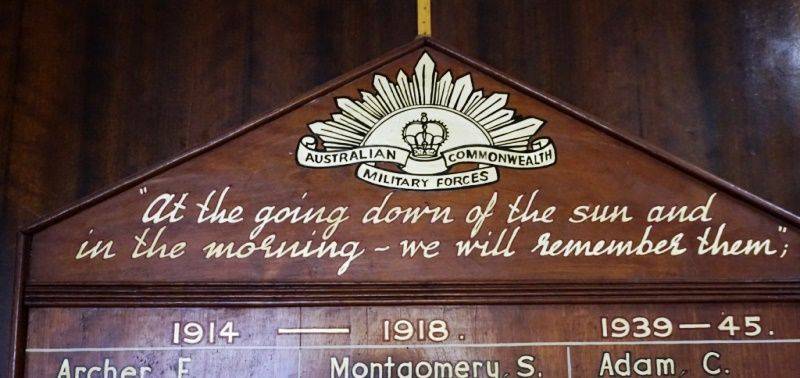 AUSTRALIAN COMMONWEALTH
MILITARY FORCES
"At the going down of the sun and
in the morning – we will remember them";
1914 — 1918. 1939 — 45.
Archer F Montgomery, S. Adam, C.